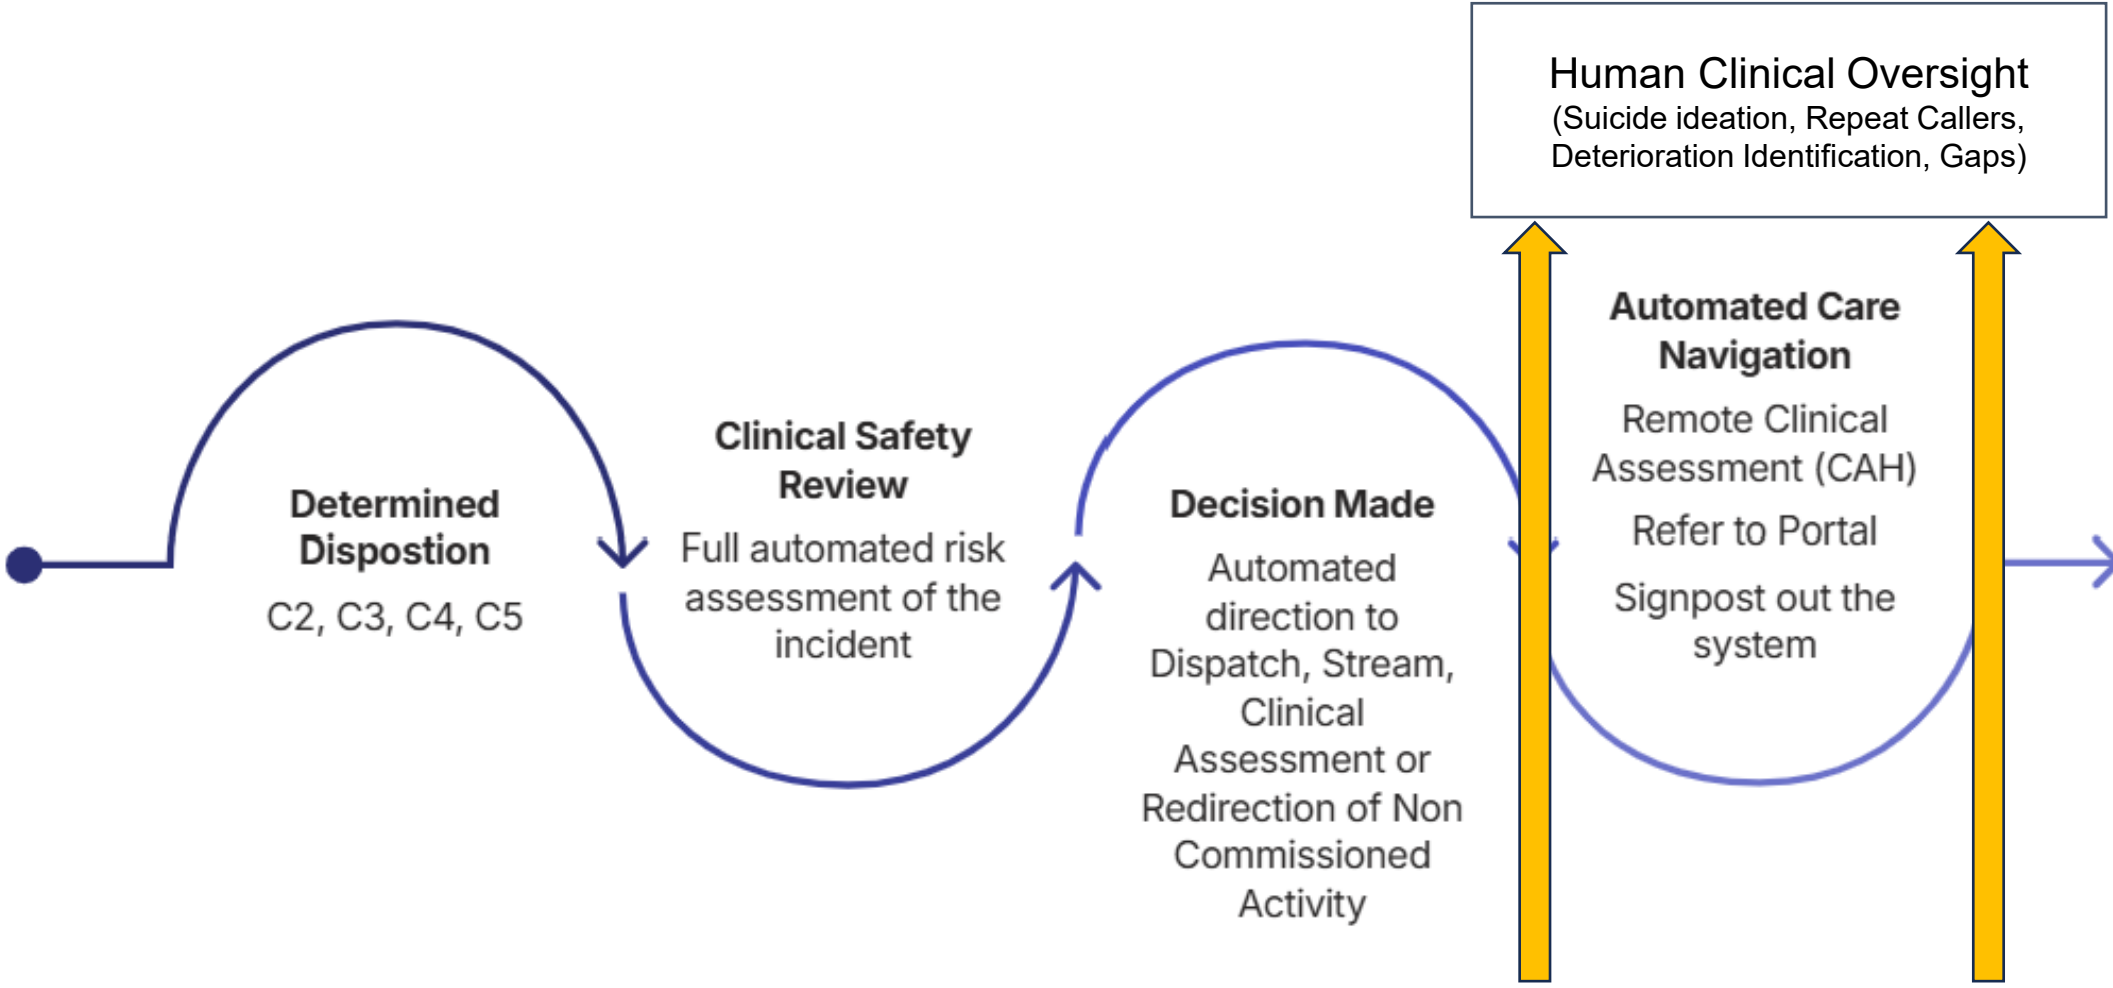 Human Clinical Oversight
(Suicide ideation, Repeat Callers,
Deterioration Identification, Gaps)
Determined
Dispostion
C2, C3, C4, C5
Clinical Safety
Review
Full automated risk
assessment of the
incident
Decision Made
Automated
direction to
Dispatch, Stream,
Clinical
Assessment or
Redirection of Non
Commissioned
Activity
Automated Care
Navigation
Remote Clinical
Assessment (CAH)
Refer to Portal
Signpost out the
system